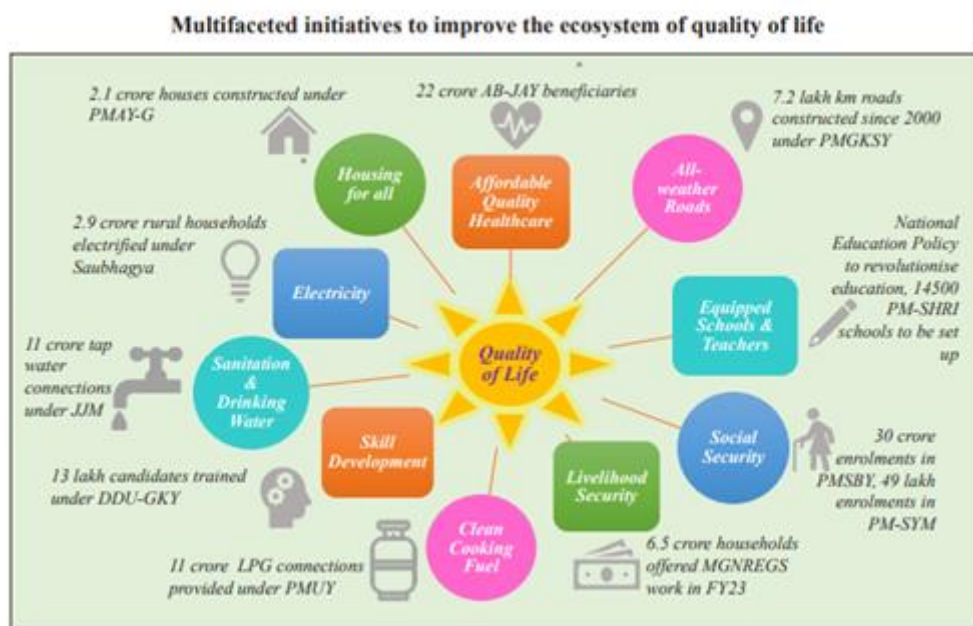 Multifaceted initiatives to improve the ecosystem of quality of life
2.1 crore houses constructed under
PMAY-G
22 crore AB-JAY beneficiaries
7.2 lakh km roads
constructed since 2000
under PMGKSY
Housing
for all
Affordable
Quality
Healthcare
All-
weather
Roads
2.9 crore rural households
electrified under
Saubhagya
Electricity
National
Education Policy
to revolutionise
education, 14500
PM-SHRI
schools to be set
up
Equipped
Schools &
Teachers
Quality
of Life
11 crore tap
water
connections
under JJM
Sanitation
&
Drinking
Water
Skill
Development
Social
Security
30 crore
enrolments in
PMSBY, 49 lakh
enrolments in
PM-SYM
13 lakh candidates trained
under DDU-GKY
Livelihood
Security
Clean
Cooking
Fuel
11 crore LPG connections
provided under PMUY
6.5 crore households
offered MGNREGS
work in FY23